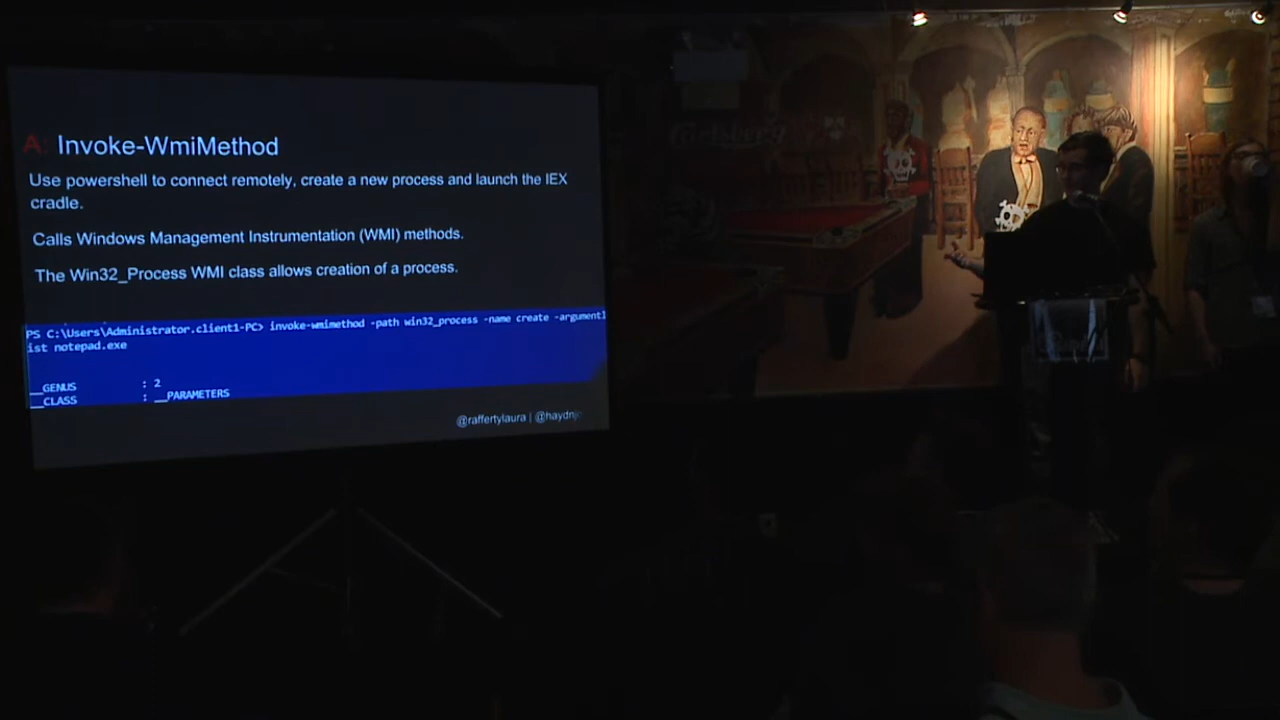 A: Invoke-WmiMethod
Use powershell to connect remotely, create a new process and launch the IEX
cradle.
Calls Windows Management Instrumentation (WMI) methods.
The Win32_Process WMI class allows creation of a process.
PS C:\Users\Administrator.client1-PC> invoke-wmimethod -path win32_process -name create -argumentl
ist notepad.exe
__GENUS : 2
__CLASS : __PARAMETERS
@raffertylaura | @haydnjo
Carlsberg